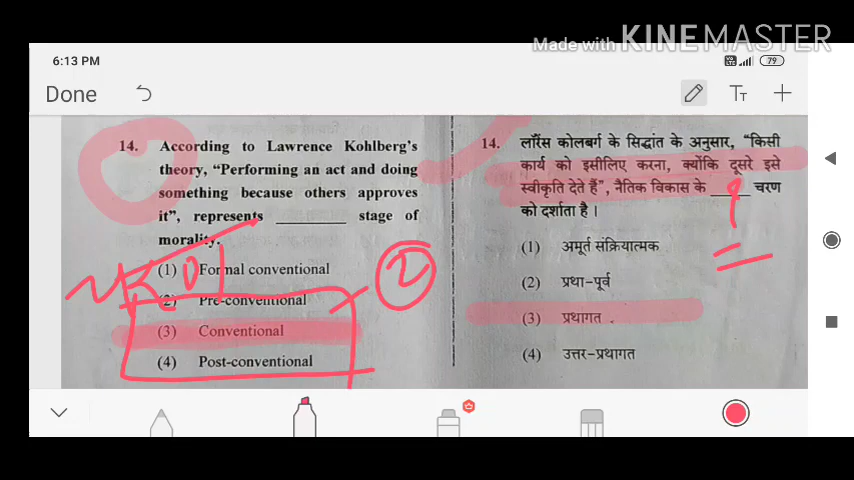 Made with KINEMASTER
6:13 PM
79
Done
14. According to Lawrence Kohlberg's
theory, "Performing an act and doing
something because others approves
it", represents ________ stage of
morality.
(1) Formal conventional
(2) Pre-conventional
(3) Conventional
(4) Post-conventional
14. लॉरेंस कोलबर्ग के सिद्धांत के अनुसार, "किसी
कार्य को इसीलिए करना, क्योंकि दूसरे इसे
स्वीकृति देते हैं", नैतिक विकास के ______ चरण
को दर्शाता है।
(1) अमूर्त संक्रियात्मक
(2) प्रथा-पूर्व
(3) प्रथागत
(4) उत्तर-प्रथागत